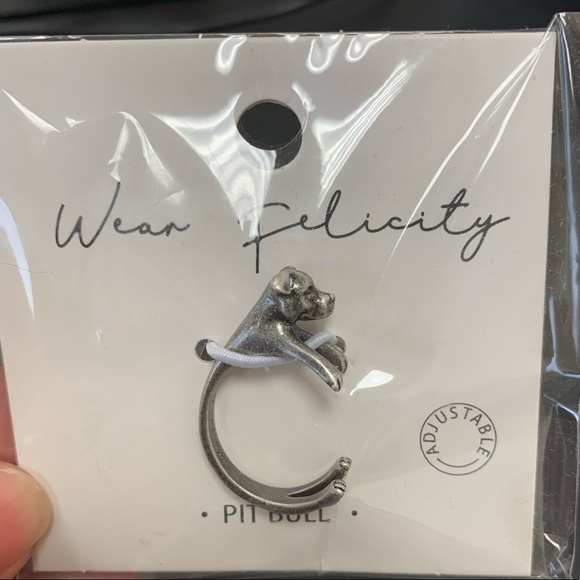 Wear Felicity
ADJUSTABLE
• PIT BULL •